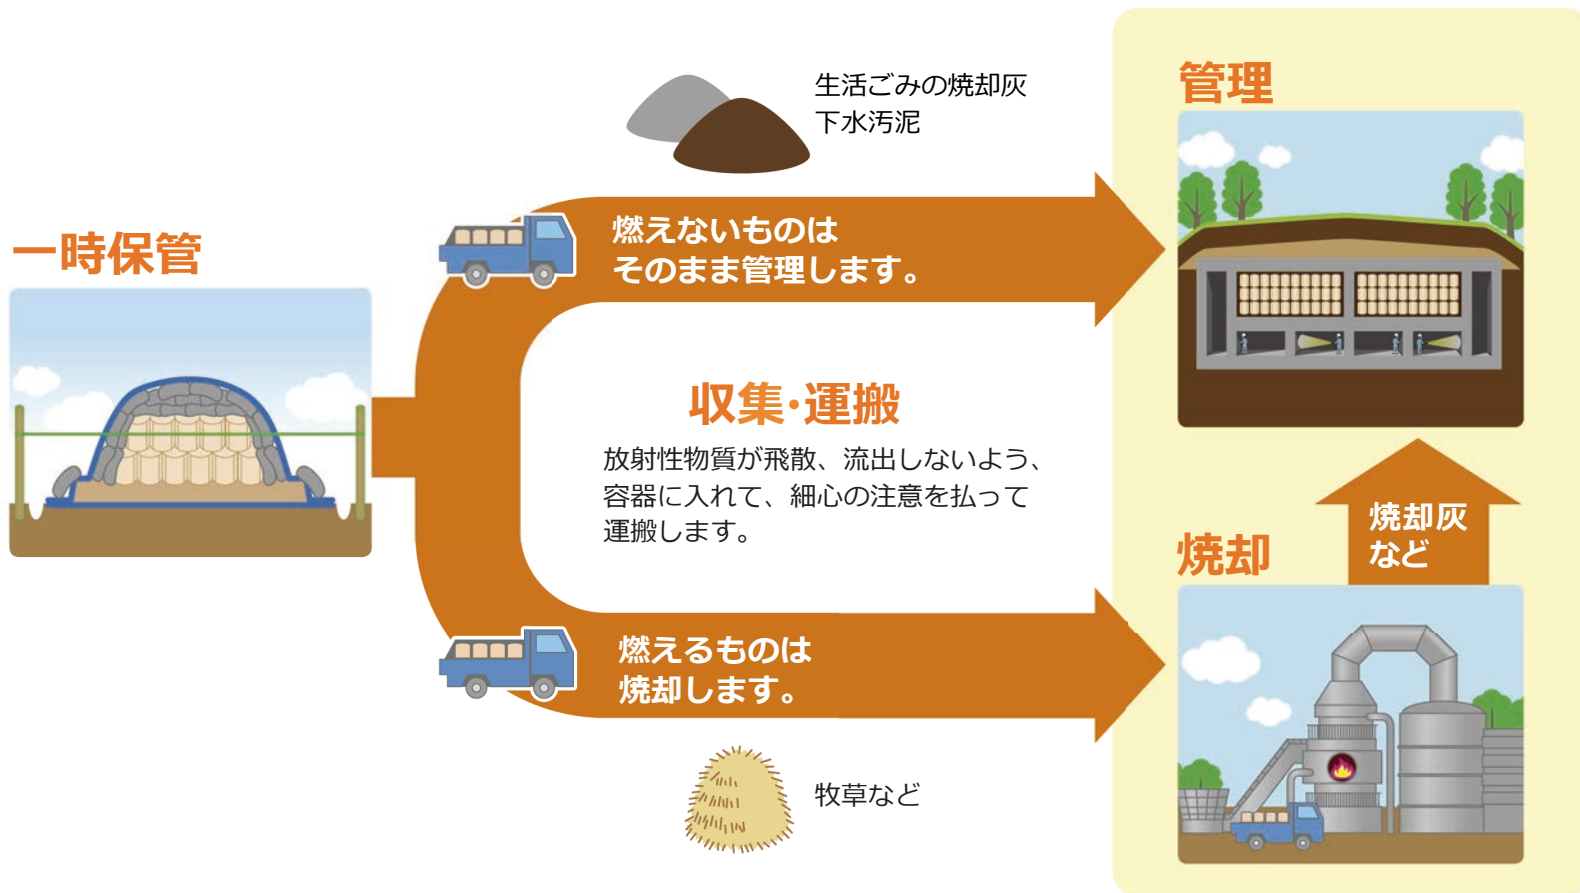 一時保管
生活ごみの焼却灰
下水汚泥
燃えないものは
そのまま管理します。
収集・運搬
放射性物質が飛散、流出しないよう、
容器に入れて、細心の注意を払って
運搬します。
燃えるものは
焼却します。
牧草など
管理
焼却灰
など
焼却